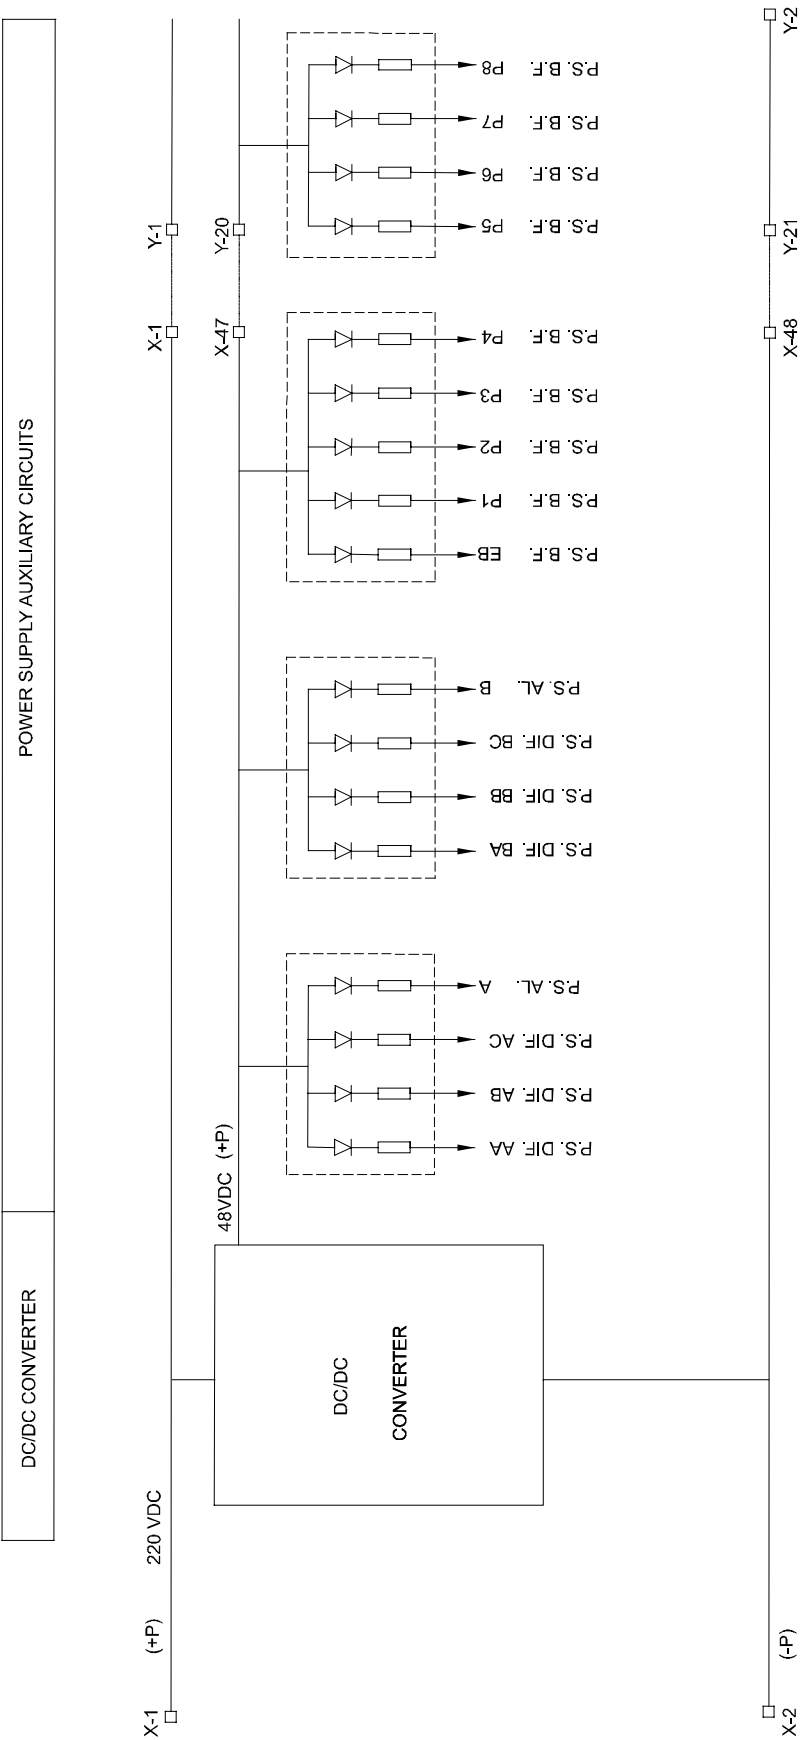 DC/DC CONVERTER
POWER SUPPLY AUXILIARY CIRCUITS
X-1
(+P)
220 VDC
X-1
Y-1
48VDC (+P)
X-47
Y-20
DC/DC
CONVERTER
P.S. DIF. AA
P.S. DIF. AB
P.S. DIF. AC
P.S. AL. A
P.S. DIF. BA
P.S. DIF. BB
P.S. DIF. BC
P.S. AL. B
P.S. B.F. EB
P.S. B.F. P1
P.S. B.F. P2
P.S. B.F. P3
P.S. B.F. P4
P.S. B.F. P5
P.S. B.F. P6
P.S. B.F. P7
P.S. B.F. P8
X-2
(-P)
X-48
Y-21
Y-2